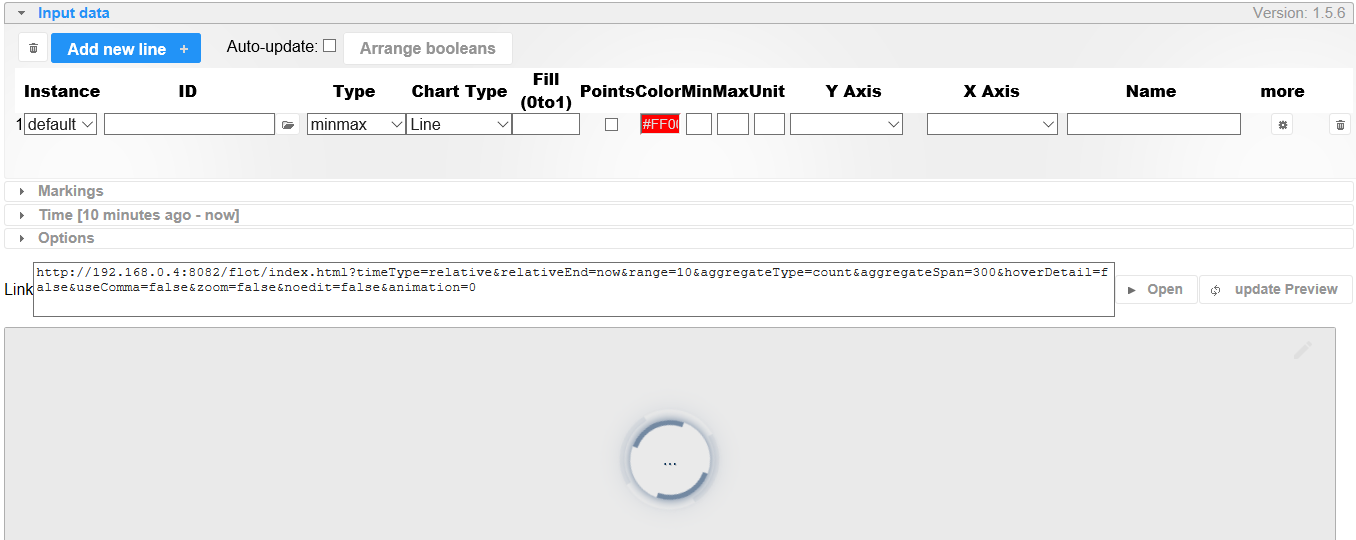 Input data Version: 1.5.6
Add new line + Auto-update: Arrange booleans
Instance ID Type Chart Type Fill (0to1) Points Color Min Max Unit Y Axis X Axis Name more
1 default minmax Line #FF00
Markings
Time [10 minutes ago - now]
Options
Link
http://192.168.0.4:8082/flot/index.html?timeType=relative&relativeEnd=now&range=10&aggregateType=count&aggregateSpan=300&hoverDetail=f
alse&useComma=false&zoom=false&noedit=false&animation=0
Open update Preview
...